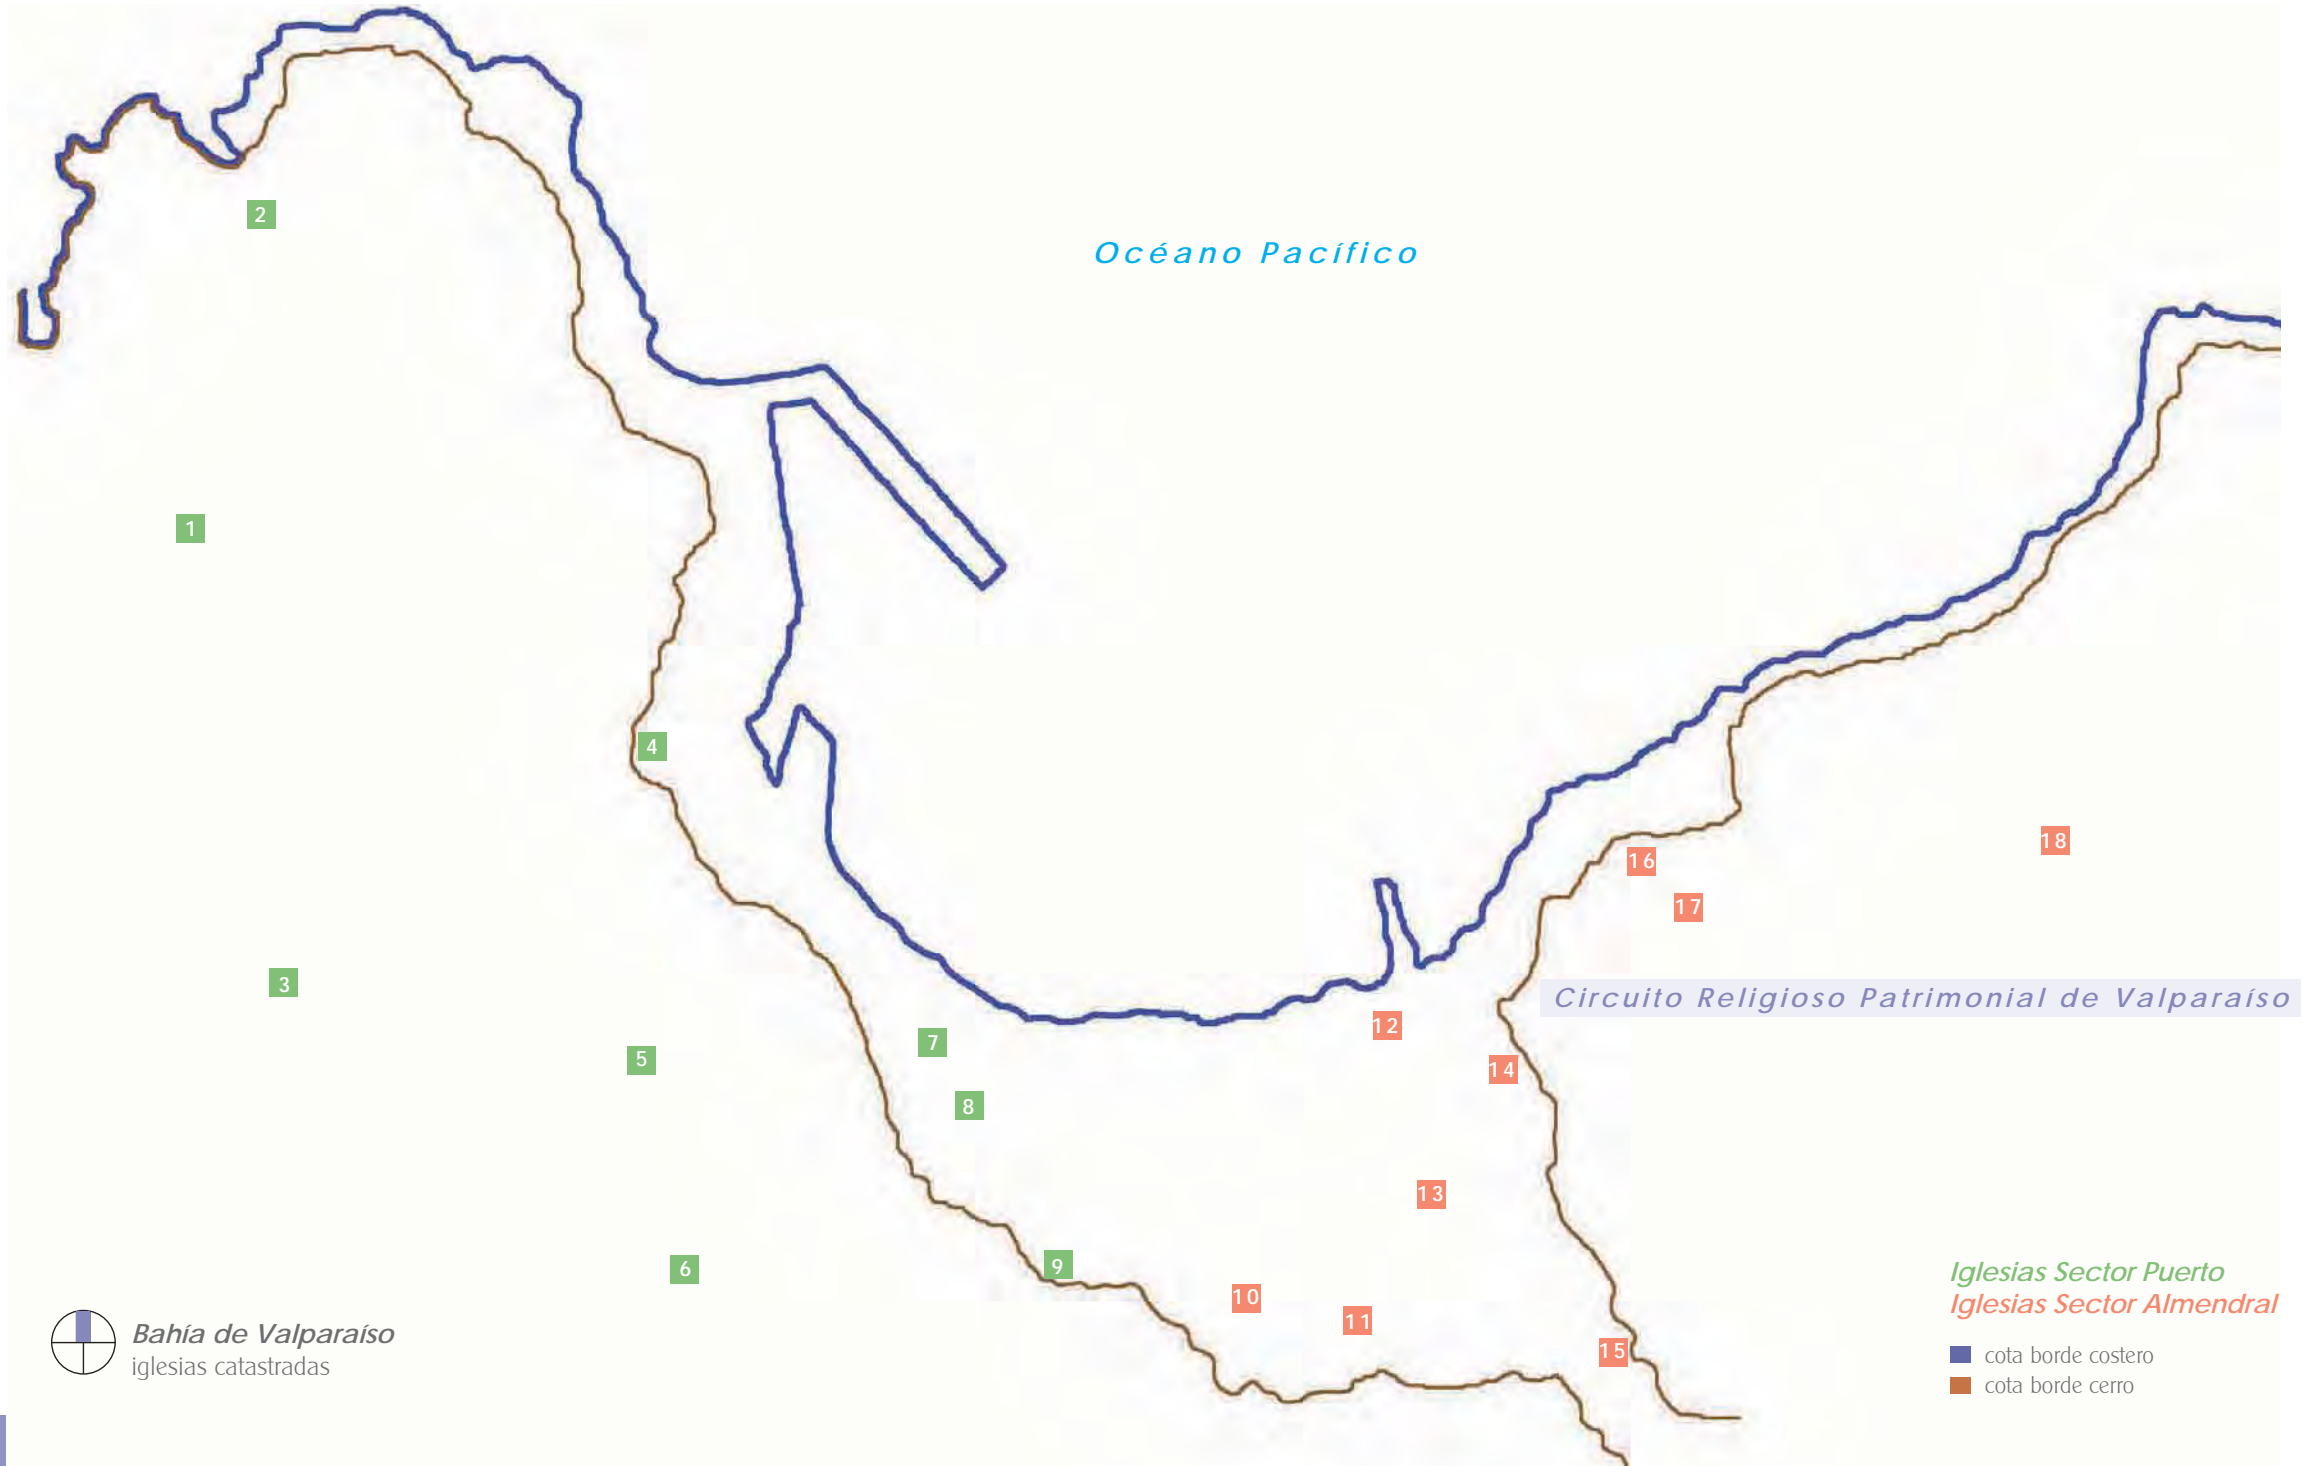 2
Océano Pacífico
1
4
18
16
17
3
Circuito Religioso Patrimonial de Valparaíso
12
7
5
14
8
13
9
6
Iglesias Sector Puerto
10
Iglesias Sector Almendral
11
Bahía de Valparaíso
15
cota borde costero
iglesias catastradas
cota borde cerro